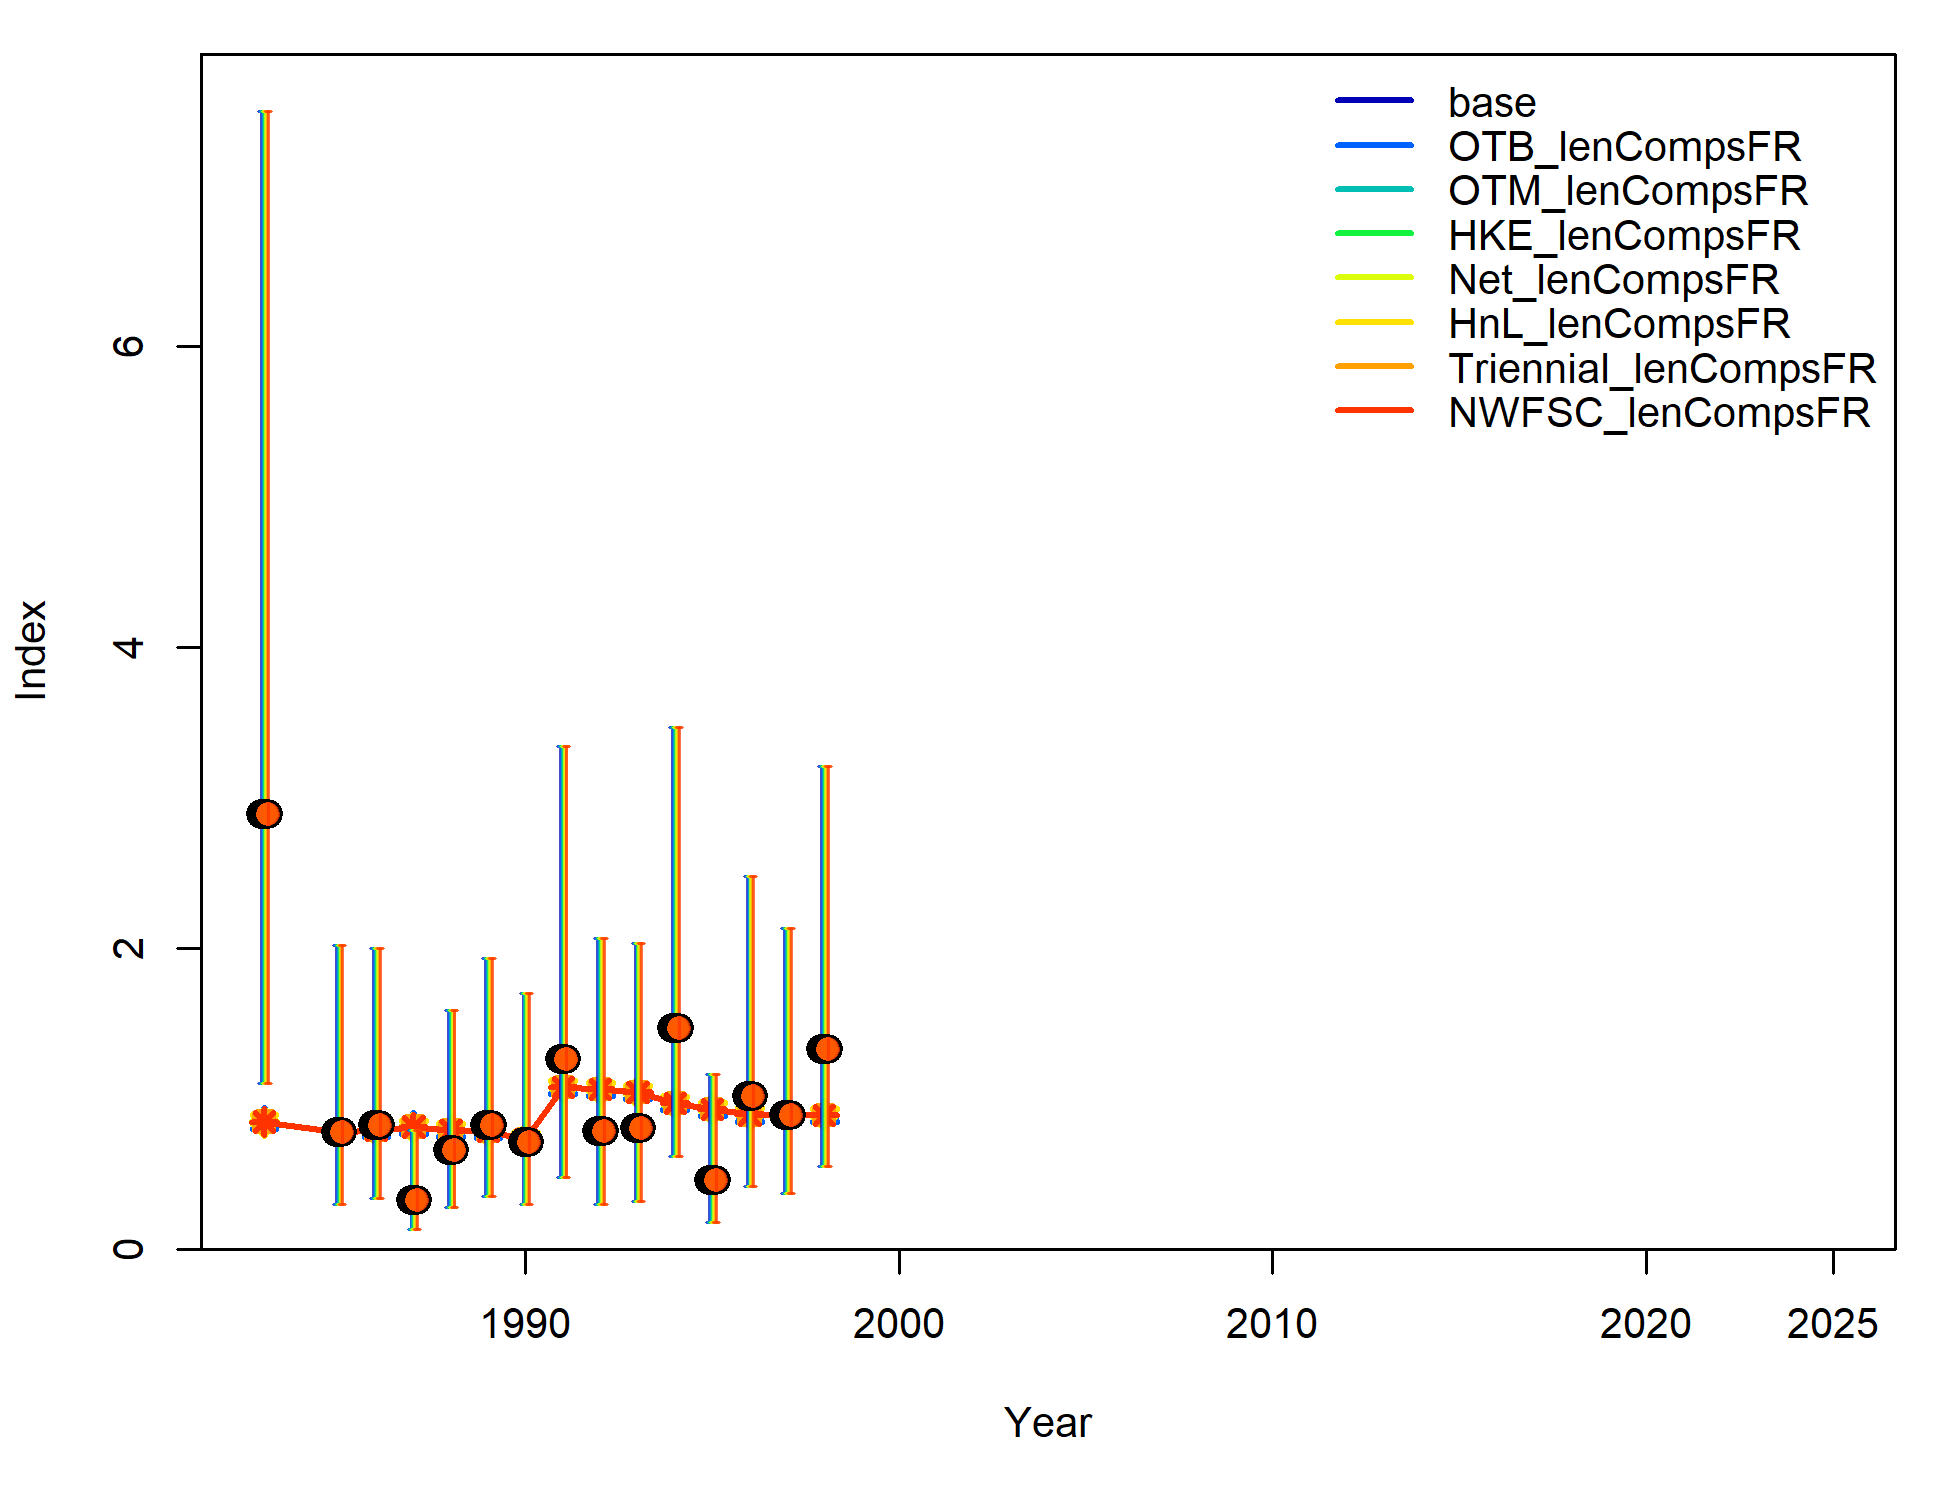 base
OTB_lenCompsFR
OTM_lenCompsFR
HKE_lenCompsFR
Net_lenCompsFR
HnL_lenCompsFR
Triennial_lenCompsFR
NWFSC_lenCompsFR
6
4
2
0
Index
1990 2000 2010 2020 2025
Year